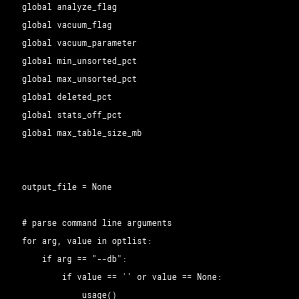 global analyze_flag
global vacuum_flag
global vacuum_parameter
global min_unsorted_pct
global max_unsorted_pct
global deleted_pct
global stats_off_pct
global max_table_size_mb
output_file = None
# parse command line arguments
for arg, value in optlist:
if arg == "--db":
if value == '' or value == None:
usage()